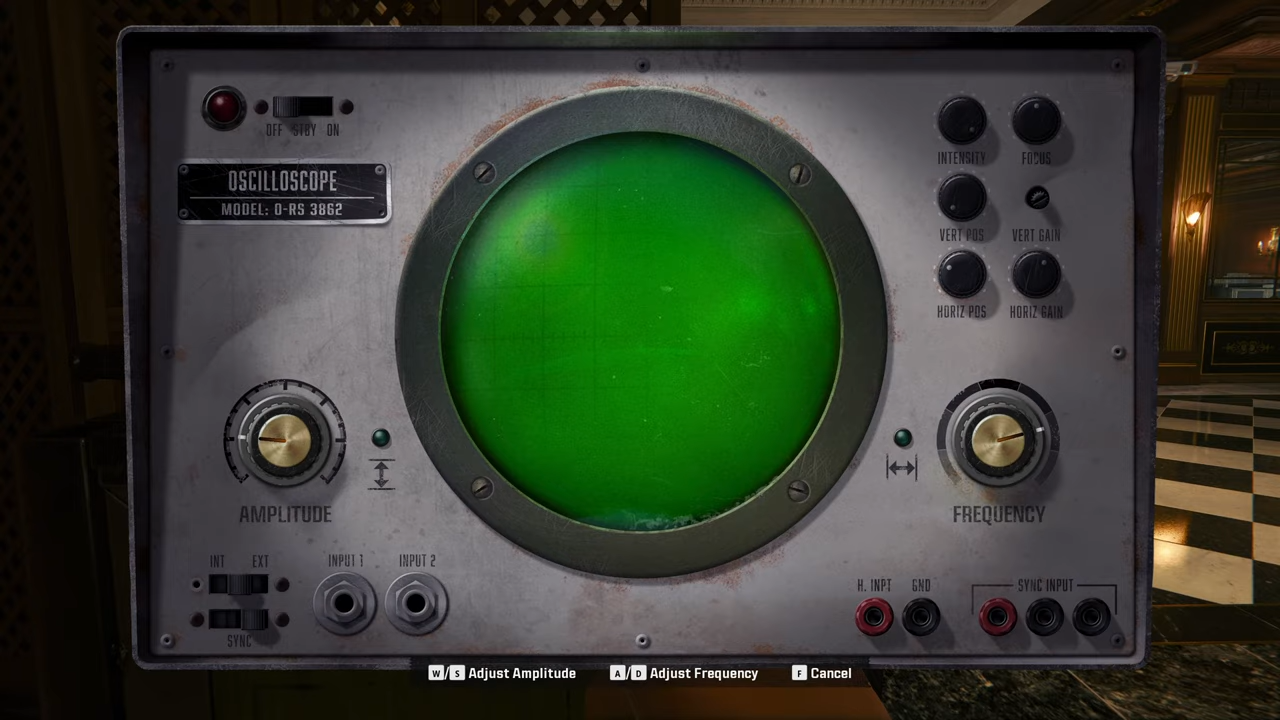 OFF STBY ON
OSCILLOSCOPE
MODEL: O-RS 3862
INTENSITY
FOCUS
VERT POS
VERT GAIN
HORIZ POS
HORIZ GAIN
AMPLITUDE
FREQUENCY
INT
EXT
SYNC
INPUT 1
INPUT 2
H. INPT
GND
SYNC INPUT
W/S Adjust Amplitude
A/D Adjust Frequency
F Cancel